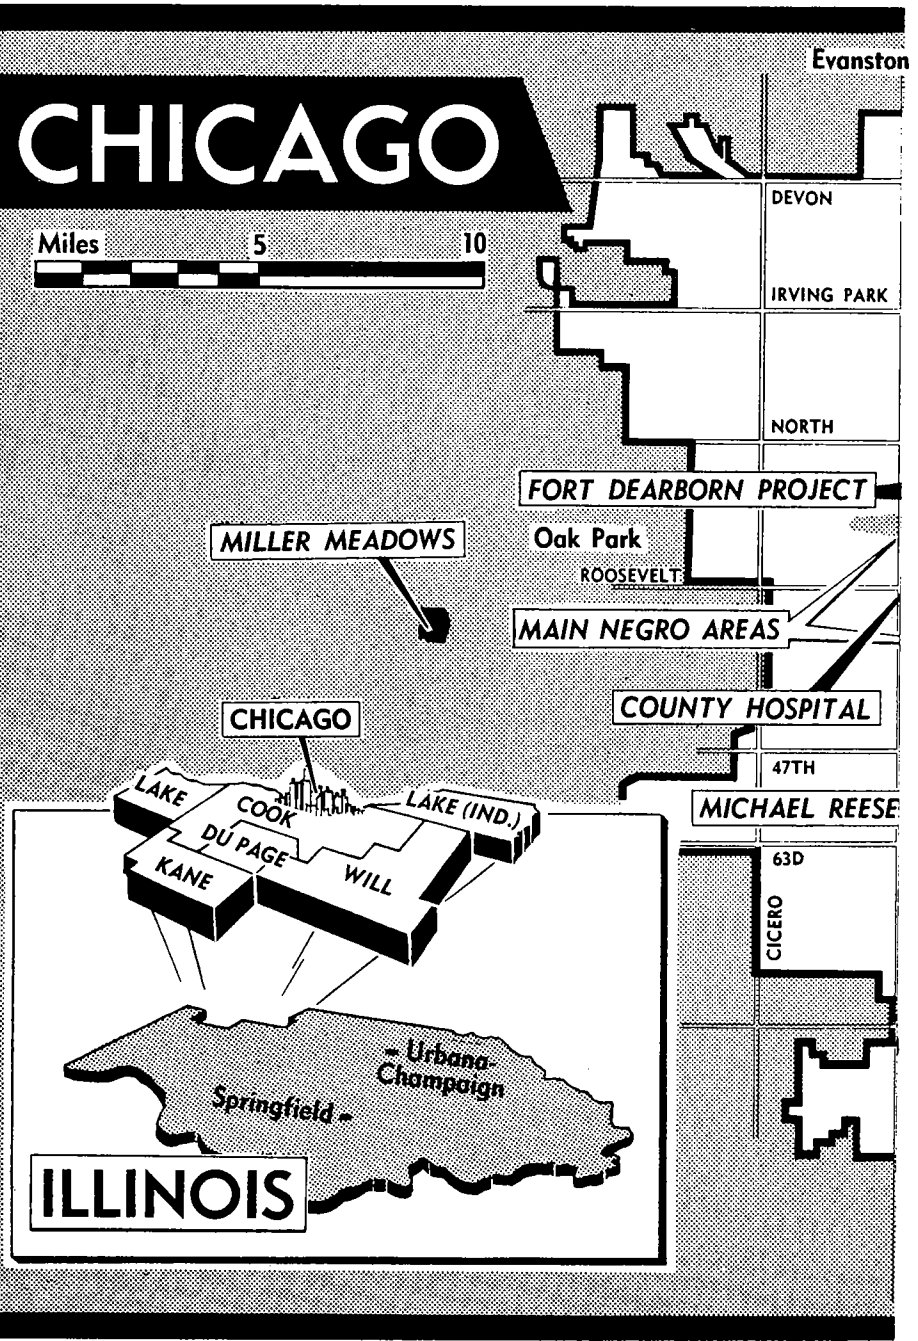 Evanston
CHICAGO
DEVON
Miles 5 10
IRVING PARK
NORTH
FORT DEARBORN PROJECT
MILLER MEADOWS
Oak Park
ROOSEVELT
MAIN NEGRO AREAS
COUNTY HOSPITAL
CHICAGO
47TH
LAKE
COOK
LAKE (IND.)
MICHAEL REESE
DU PAGE
WILL
KANE
63D
CICERO
Urbana-
Champaign
Springfield
ILLINOIS